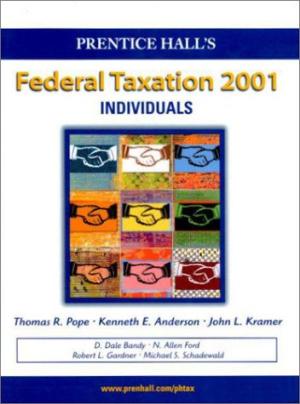 PRENTICE HALL'S
Federal Taxation 2001
INDIVIDUALS
Thomas R. Pope · Kenneth E. Anderson · John L. Kramer
D. Dale Bandy · N. Allen Ford
Robert L. Gardner · Michael S. Schadewald
www.prenhall.com/phtax